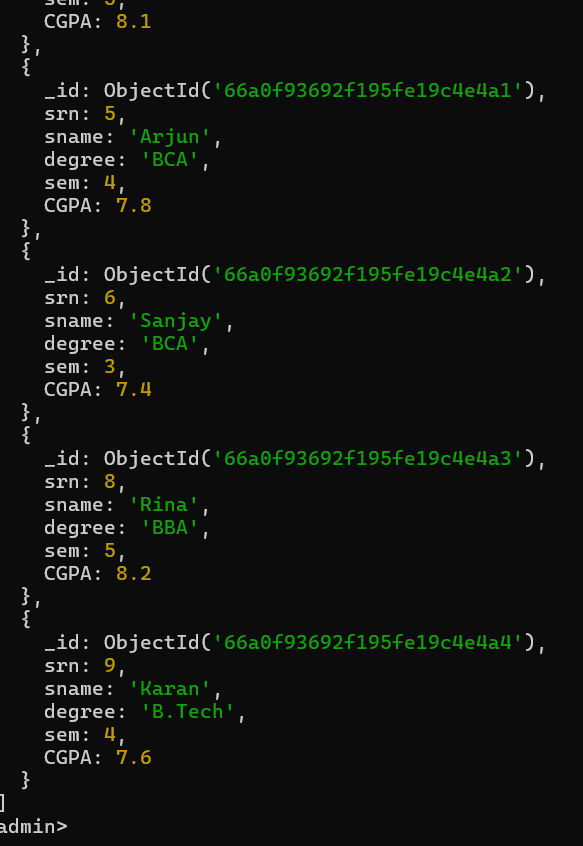 sem: 5,
CGPA: 8.1
},
{
_id: ObjectId('66a0f93692f195fe19c4e4a1'),
srn: 5,
sname: 'Arjun',
degree: 'BCA',
sem: 4,
CGPA: 7.8
},
{
_id: ObjectId('66a0f93692f195fe19c4e4a2'),
srn: 6,
sname: 'Sanjay',
degree: 'BCA',
sem: 3,
CGPA: 7.4
},
{
_id: ObjectId('66a0f93692f195fe19c4e4a3'),
srn: 8,
sname: 'Rina',
degree: 'BBA',
sem: 5,
CGPA: 8.2
},
{
_id: ObjectId('66a0f93692f195fe19c4e4a4'),
srn: 9,
sname: 'Karan',
degree: 'B.Tech',
sem: 4,
CGPA: 7.6
}
]
admin>